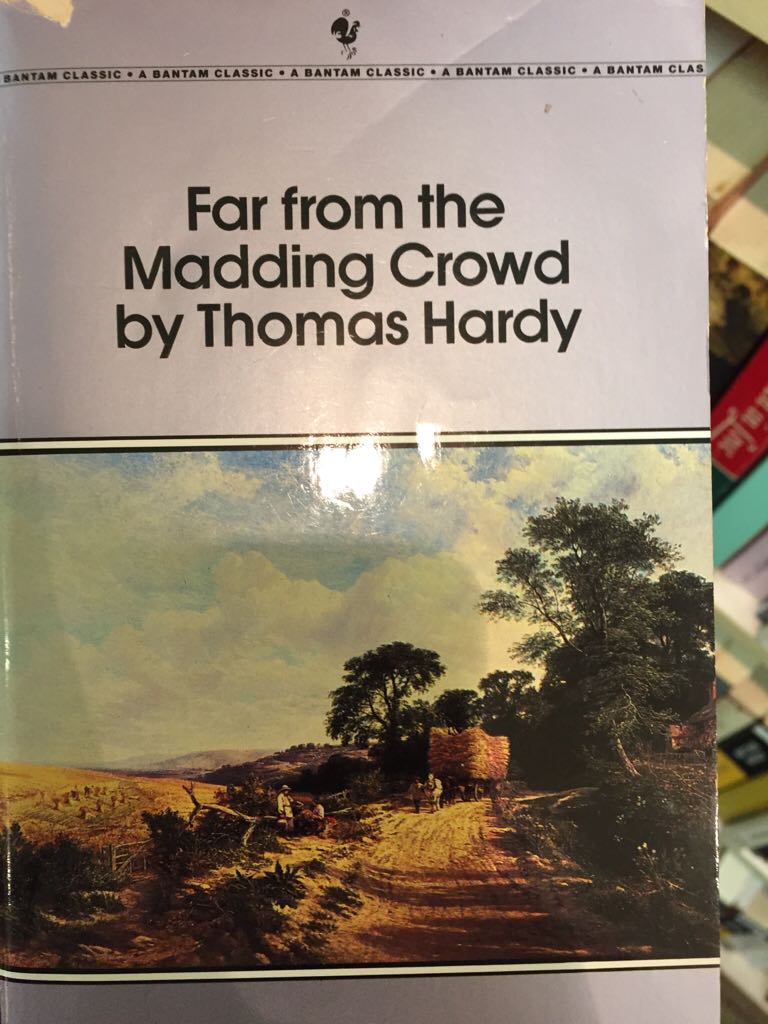 BANTAM CLASSIC • A BANTAM CLASSIC • A BANTAM CLASSIC • A BANTAM CLASSIC • A BANTAM CLAS
Far from the
Madding Crowd
by Thomas Hardy